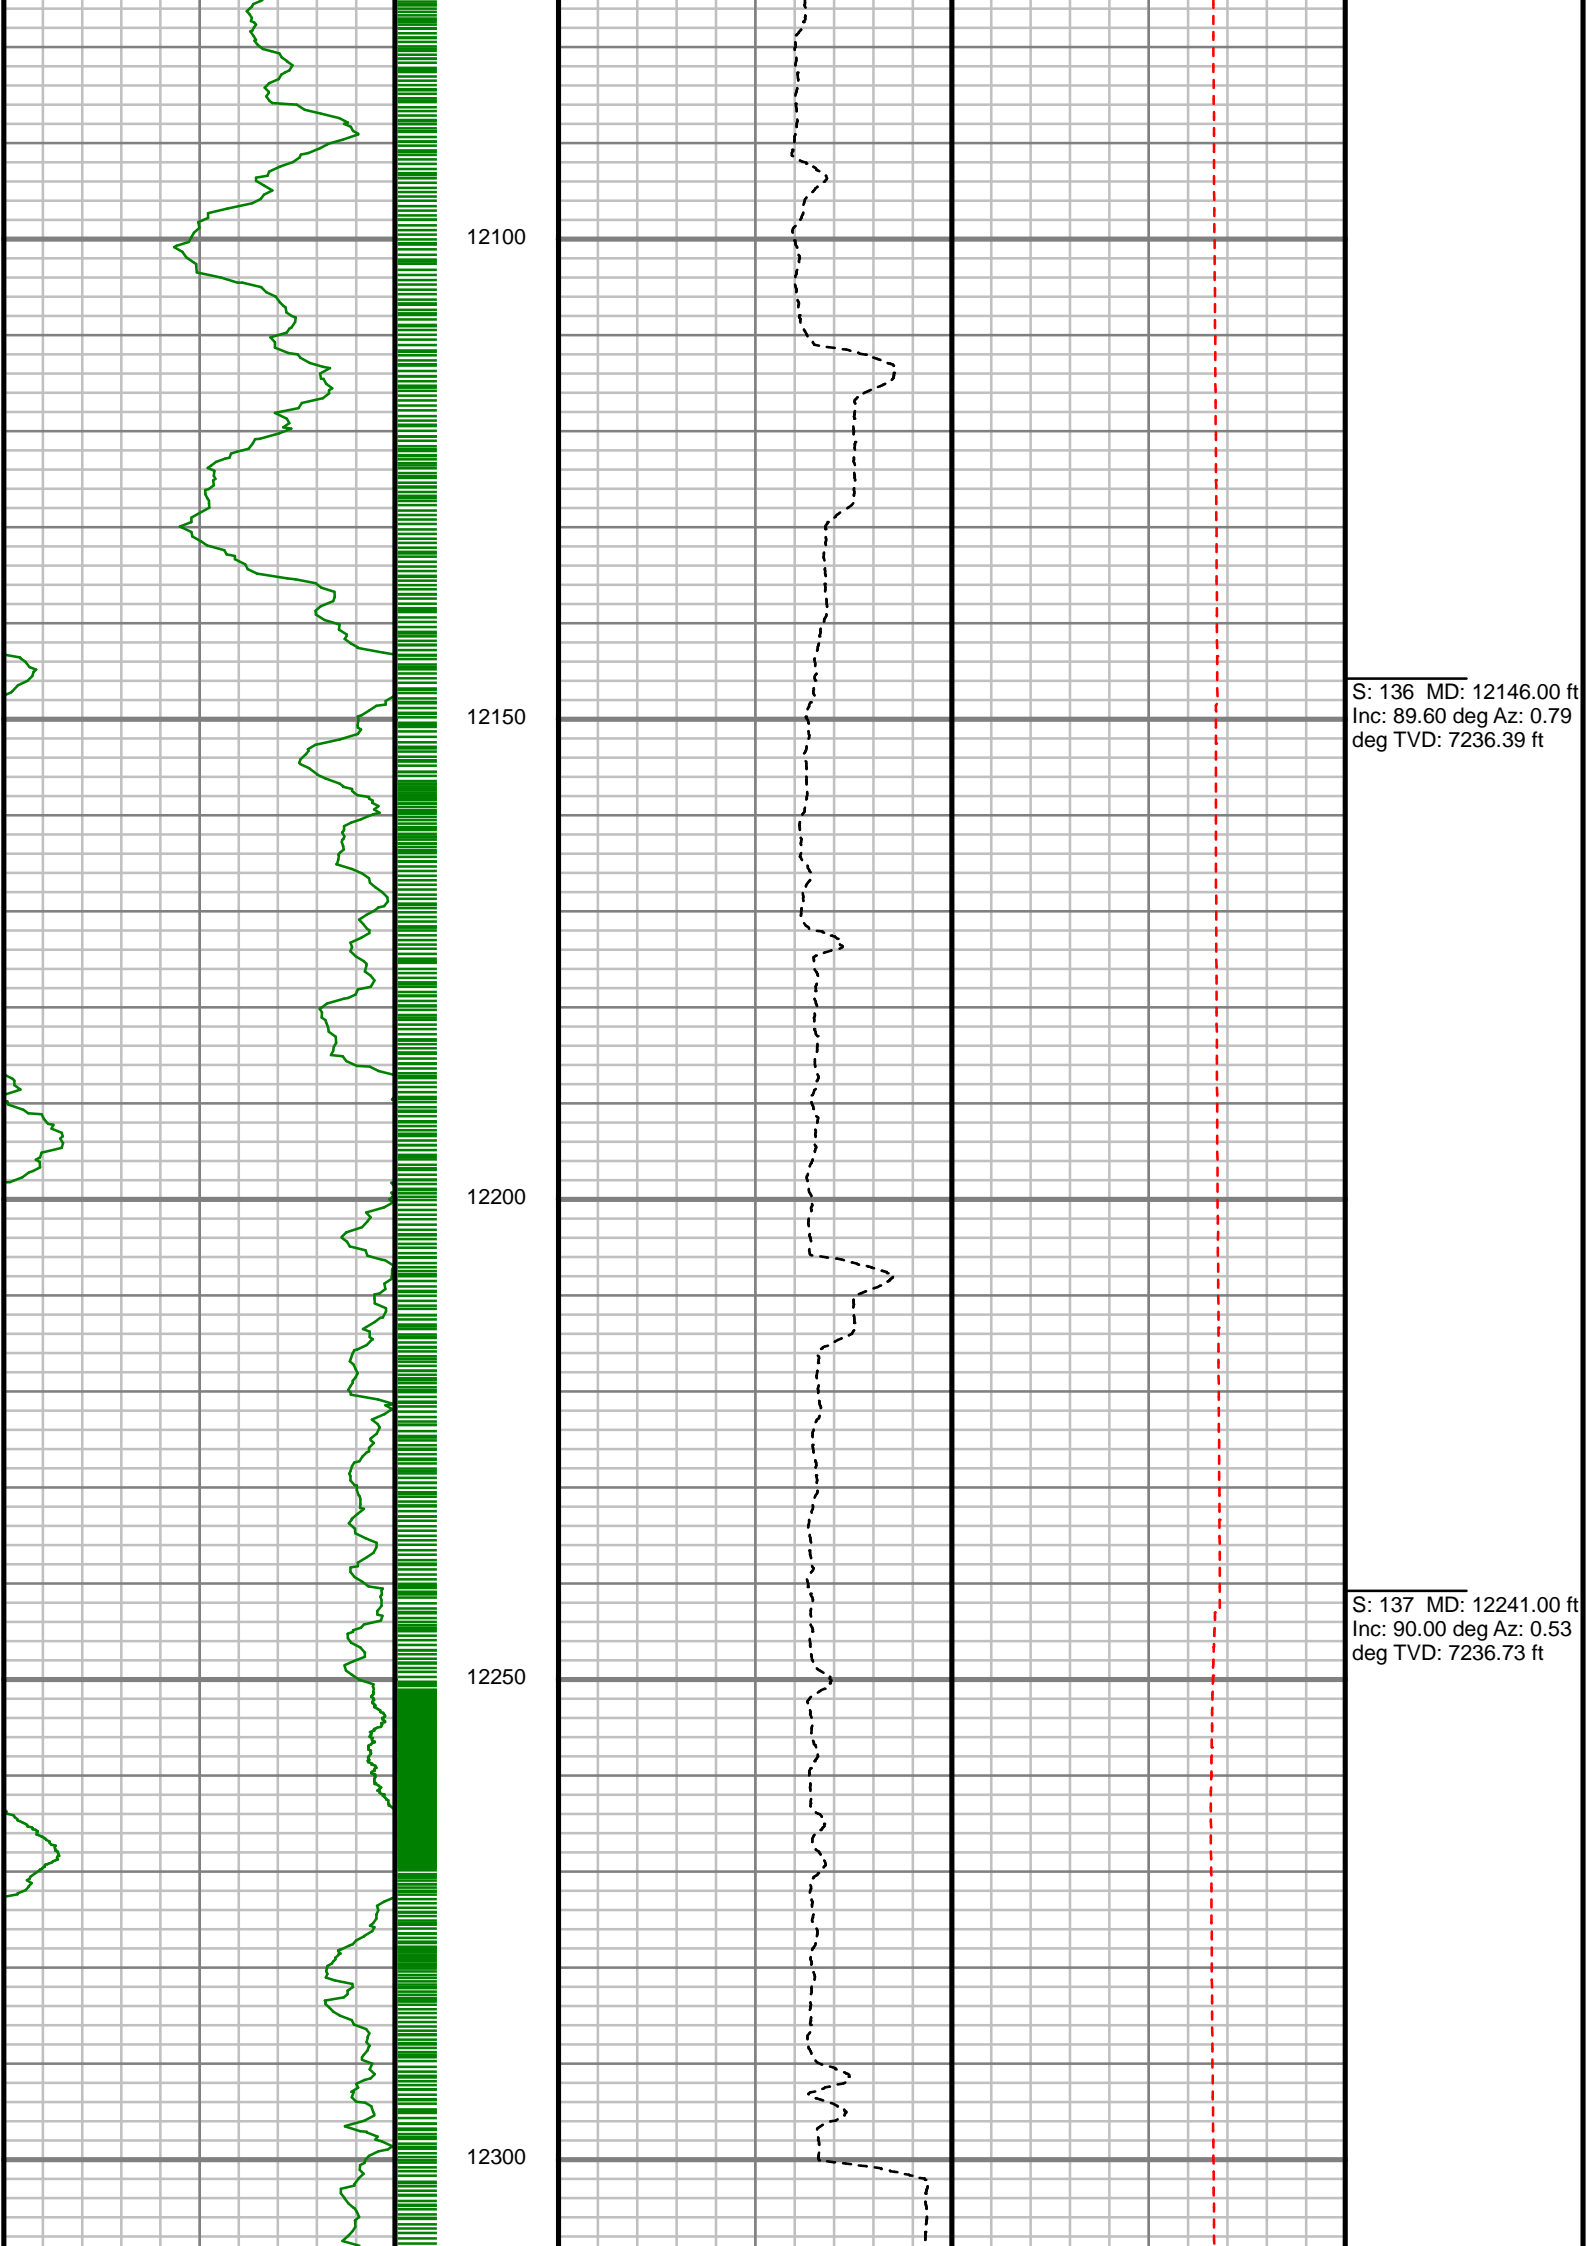 12100
12150
S: 136 MD: 12146.00 ft
Inc: 89.60 deg Az: 0.79
deg TVD: 7236.39 ft
12200
12250
S: 137 MD: 12241.00 ft
Inc: 90.00 deg Az: 0.53
deg TVD: 7236.73 ft
12300